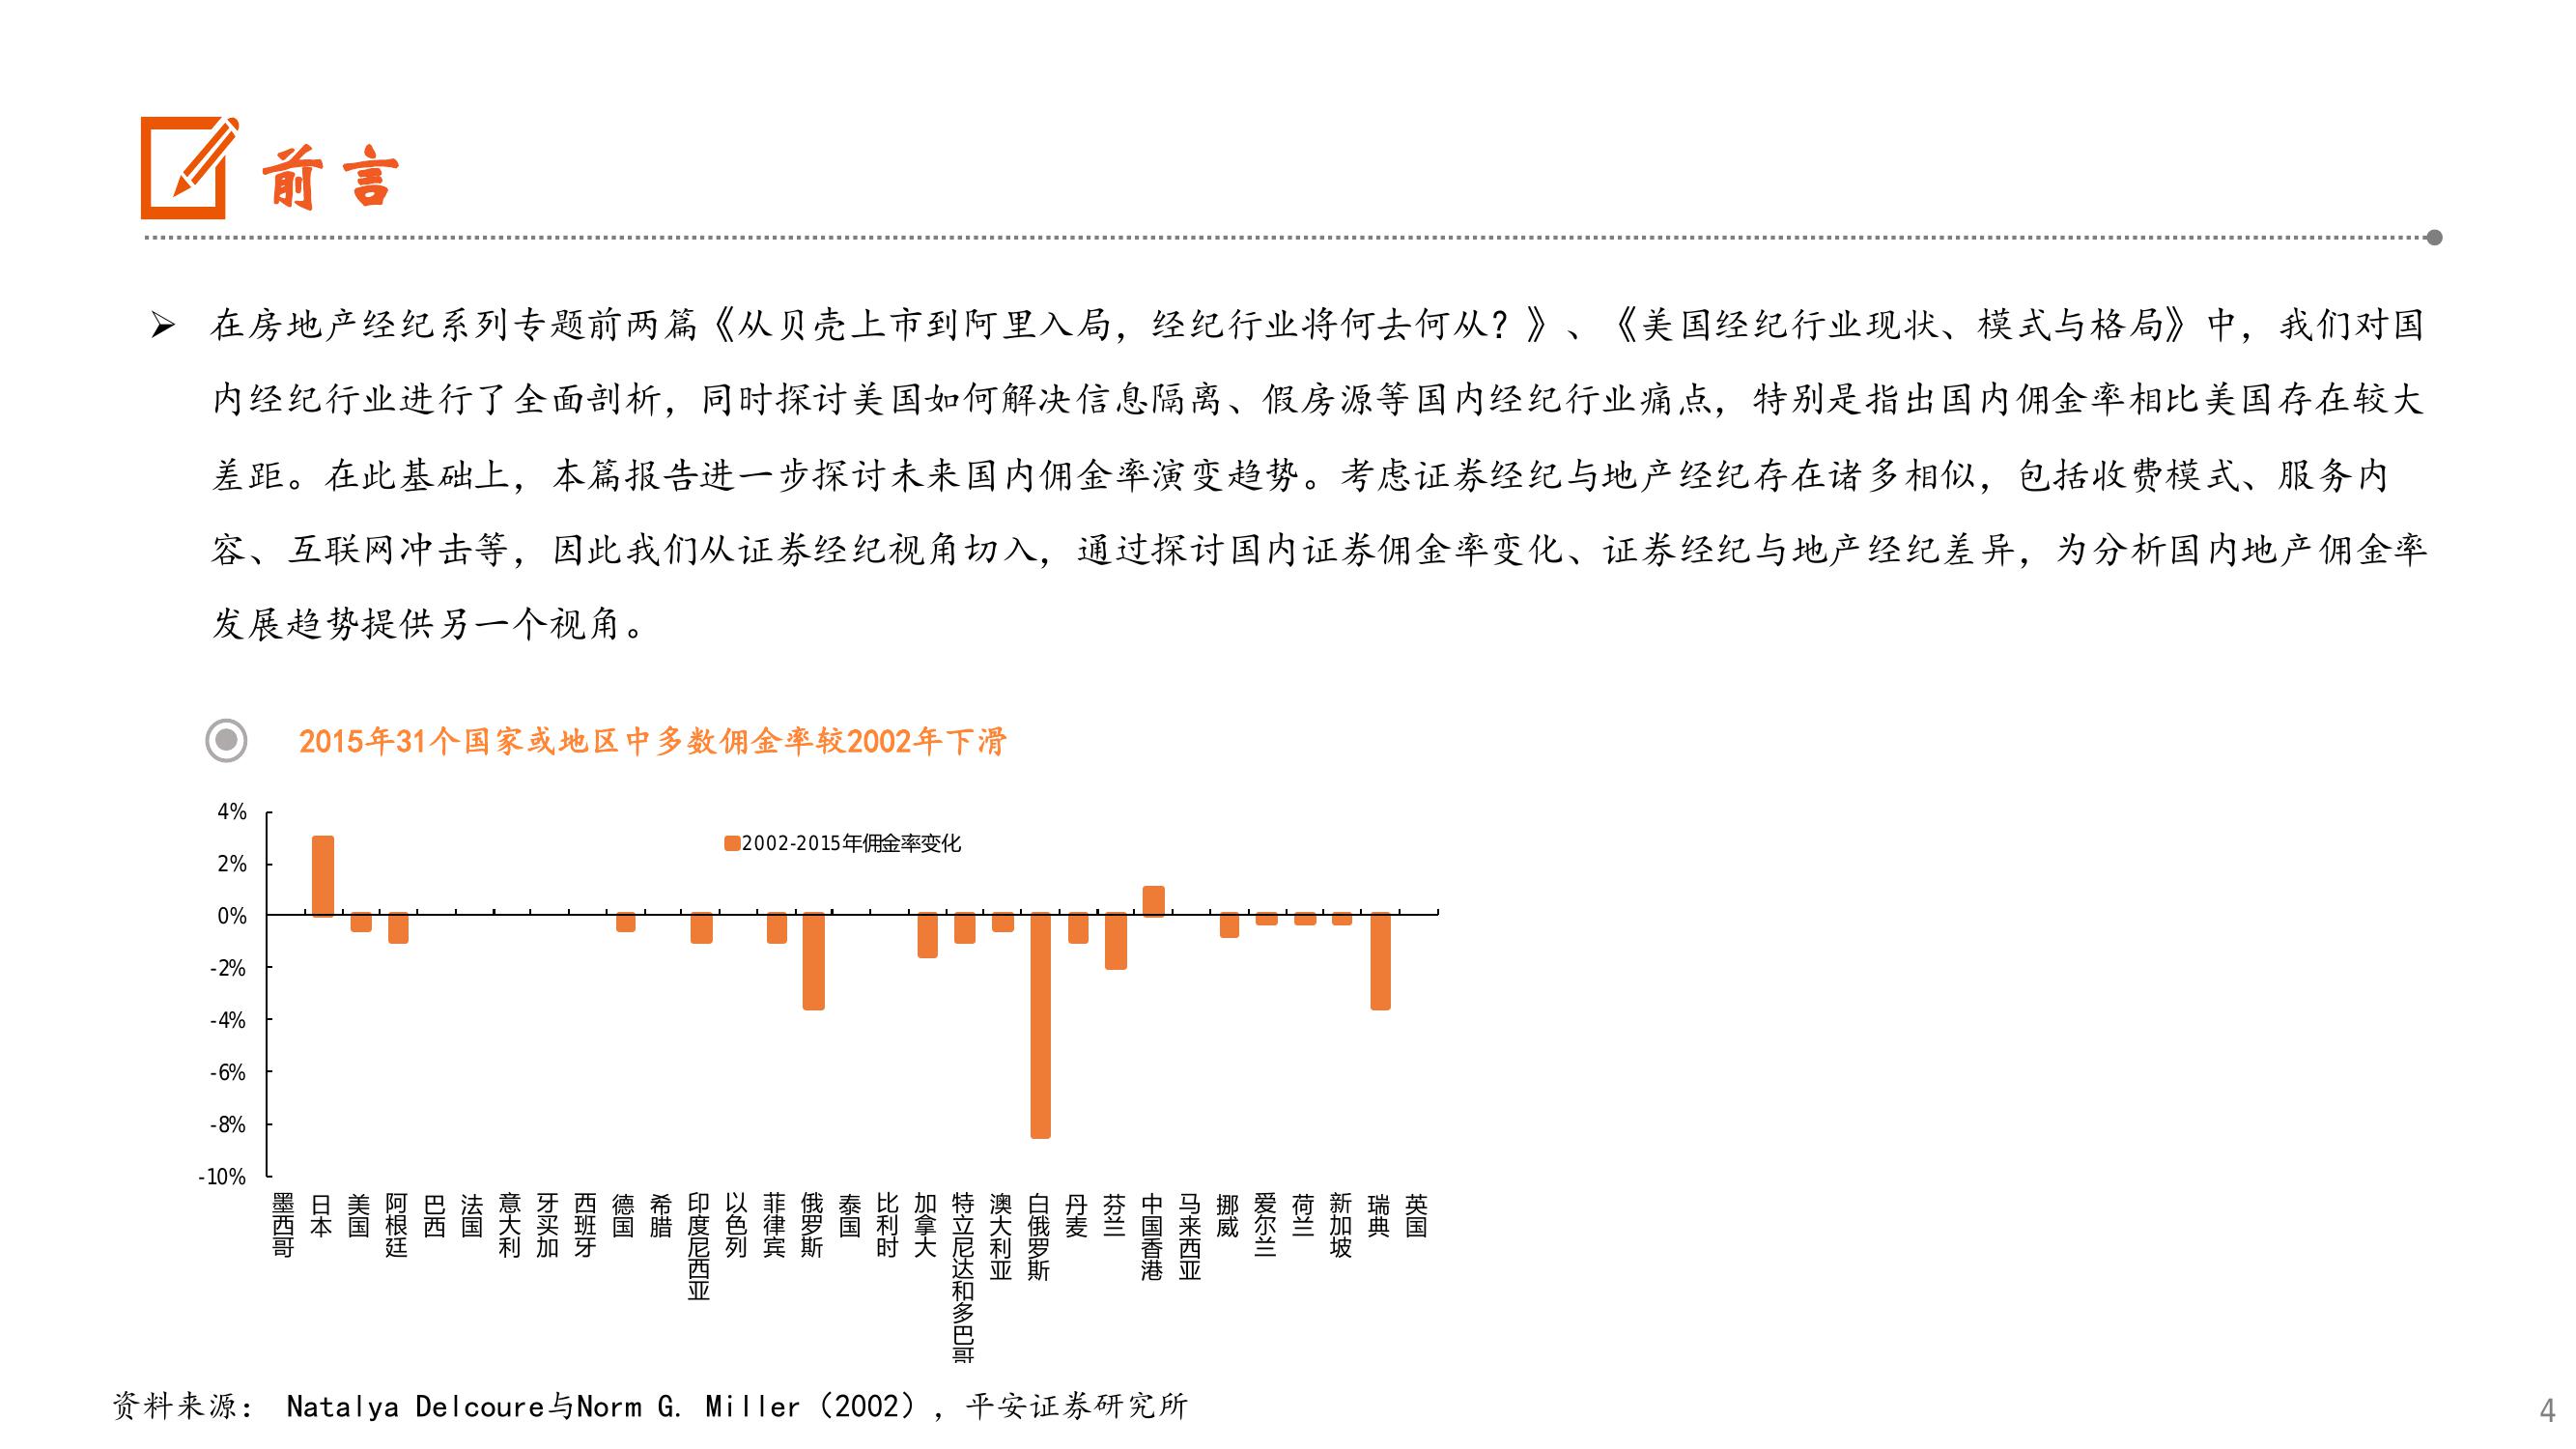 前言
在房地产经纪系列专题前两篇《从贝壳上市到阿里入局，经纪行业将何去何从？》、《美国经纪行业现状、模式与格局》中，我们对国
内经纪行业进行了全面剖析，同时探讨美国如何解决信息隔离、假房源等国内经纪行业痛点，特别是指出国内佣金率相比美国存在较大
差距。在此基础上，本篇报告进一步探讨未来国内佣金率演变趋势。考虑证券经纪与地产经纪存在诸多相似，包括收费模式、服务内
容、互联网冲击等，因此我们从证券经纪视角切入，通过探讨国内证券佣金率变化、证券经纪与地产经纪差异，为分析国内地产佣金率
发展趋势提供另一个视角。
2015年31个国家或地区中多数佣金率较2002年下滑
2002-2015年佣金率变化
4%
2%
0%
-2%
-4%
-6%
-8%
-10%
墨西哥
日本
美国
阿根廷
巴西
法国
意大利
牙买加
西班牙
德国
希腊
印度尼西亚
以色列
菲律宾
俄罗斯
泰国
比利时
加拿大
特立尼达和多巴哥
澳大利亚
白俄罗斯
丹麦
芬兰
中国香港
马来西亚
挪威
爱尔兰
荷兰
新加坡
瑞典
英国
资料来源： Natalya Delcoure与Norm G. Miller（2002），平安证券研究所
4